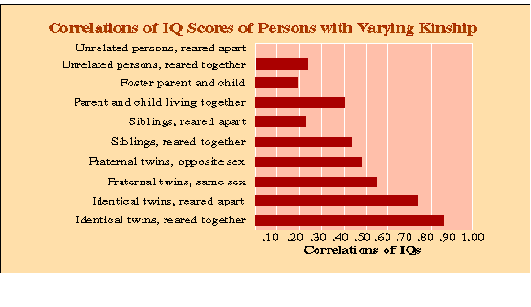 Correlations of IQ Scores of Persons with Varying Kinship
Unrelated persons, reared apart
Unrelated persons, reared together
Foster parent and child
Parent and child living together
Siblings, reared apart
Siblings, reared together
Fraternal twins, opposite sex
Fraternal twins, same sex
Identical twins, reared apart
Identical twins, reared together
.10 .20 .30 .40 .50 .60 .70 .80 .90 1.00
Correlations of IQs